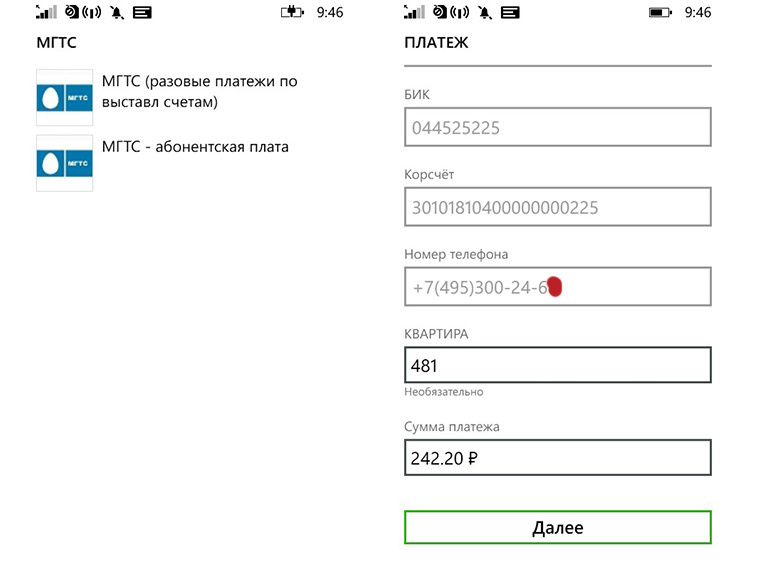 9:46
МГТС
МГТС
МГТС (разовые платежи по
выставл счетам)
МГТС
МГТС - абонентская плата
9:46
ПЛАТЕЖ
БИК
044525225
Корсчёт
30101810400000000225
Номер телефона
+7(495)300-24-6
КВАРТИРА
481
Необязательно
Сумма платежа
242.20 ₽
Далее